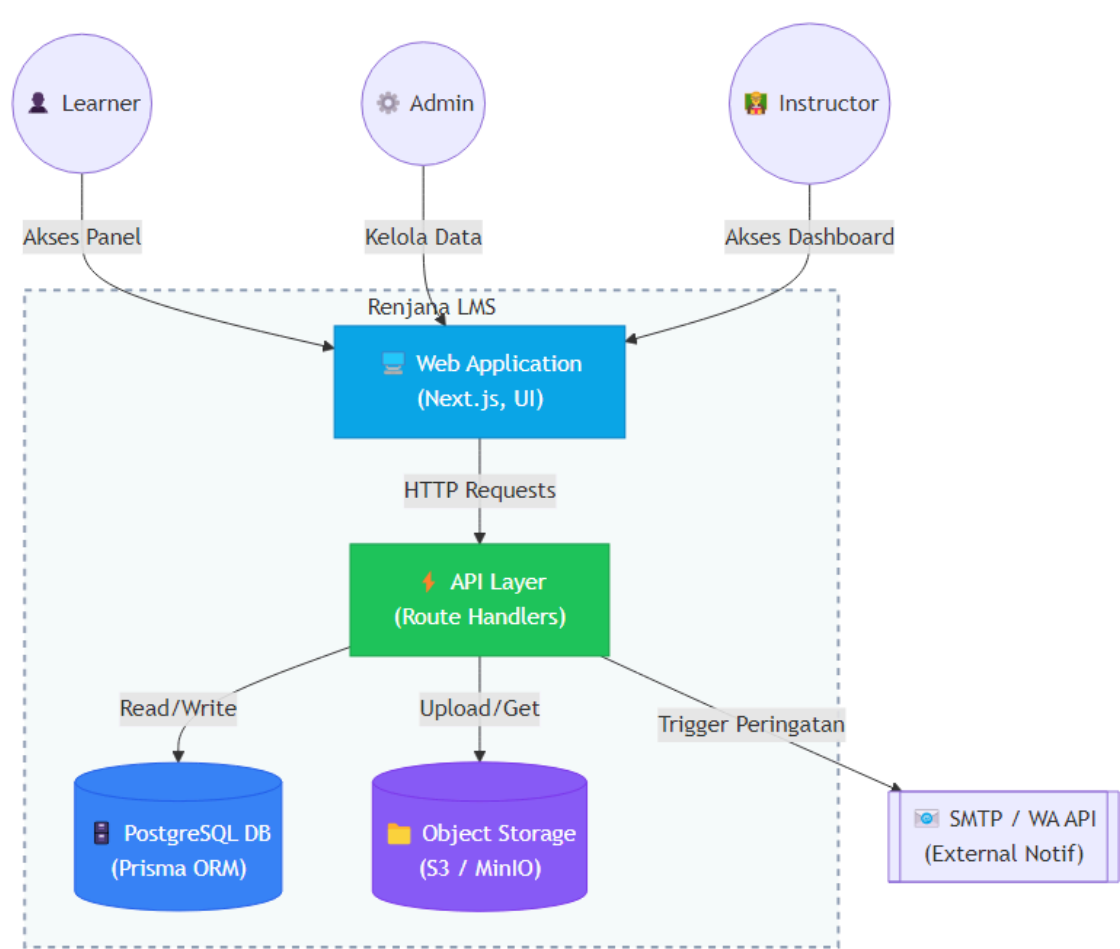 Learner
Admin
Instructor
Akses Panel
Kelola Data
Akses Dashboard
Renjana LMS
Web Application
(Next.js, UI)
HTTP Requests
API Layer
(Route Handlers)
Read/Write
Upload/Get
Trigger Peringatan
PostgreSQL DB
(Prisma ORM)
Object Storage
(S3 / MinIO)
SMTP / WA API
(External Notif)